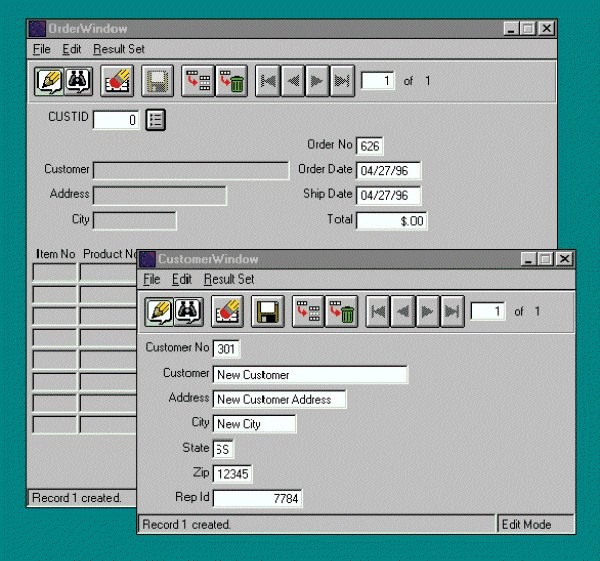 OrderWindow
File Edit Result Set
1 of 1
CUSTID 0
Order No 626
Customer Order Date 04/27/96
Address Ship Date 04/27/96
City Total $.00
Item No Product No
Record 1 created.
CustomerWindow
File Edit Result Set
1 of 1
Customer No 301
Customer New Customer
Address New Customer Address
City New City
State SS
Zip 12345
Rep Id 7784
Record 1 created. Edit Mode